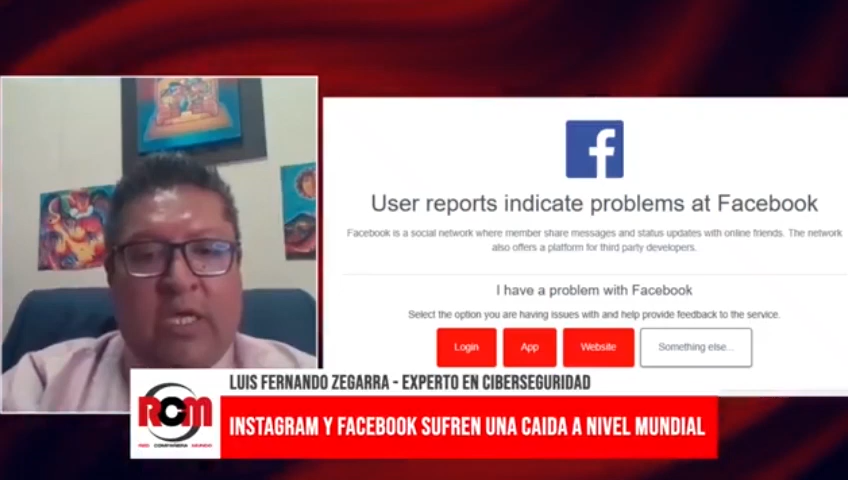 User reports indicate problems at Facebook
Facebook is a social network where member share messages and status updates with online friends. The network
also offers a platform for third party developers.
I have a problem with Facebook
Select the option you are having issues with and help provide feedback to the service.
Login
App
Website
Something else...
LUIS FERNANDO ZEGARRA - EXPERTO EN CIBERSEGURIDAD
RCM
RED COMPAÑERA MUNDO
INSTAGRAM Y FACEBOOK SUFREN UNA CAIDA A NIVEL MUNDIAL